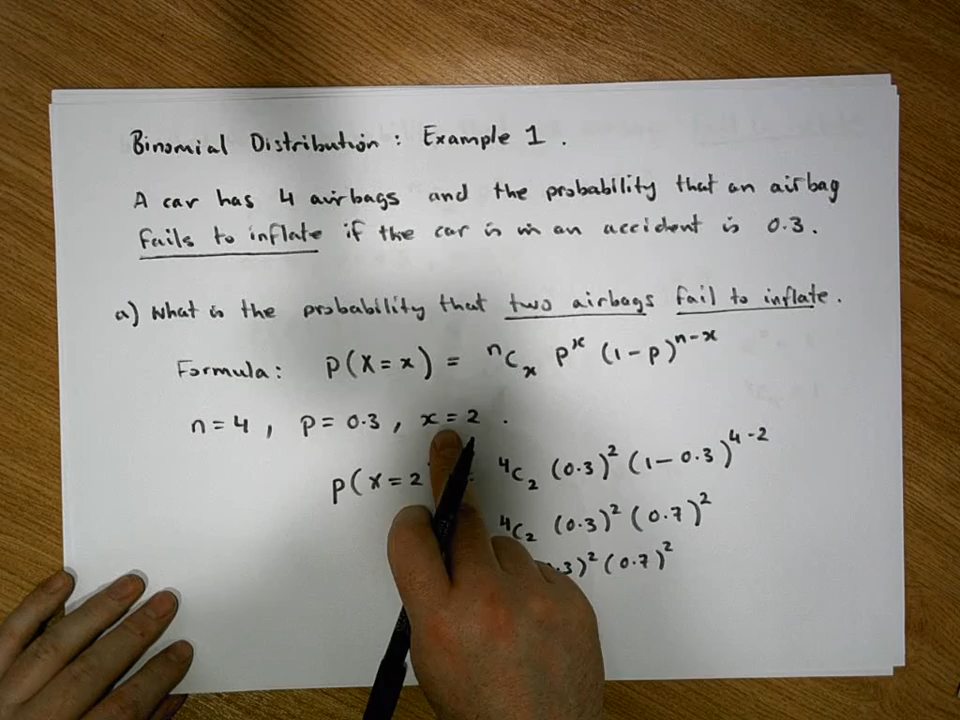 Binomial Distribution : Example 1 .
A car has 4 airbags and the probability that an airbag
fails to inflate if the car is in an accident is 0.3.
a) What is the probability that two airbags fail to inflate .
Formula : P(X = x) = ⁿCₓ pˣ (1-p)ⁿ⁻ˣ
n = 4 , p = 0.3 , x = 2 .
P(X = 2 ⁴C₂ (0.3)² (1-0.3)⁴⁻²
⁴C₂ (0.3)² (0.7)²
.3)² (0.7)²